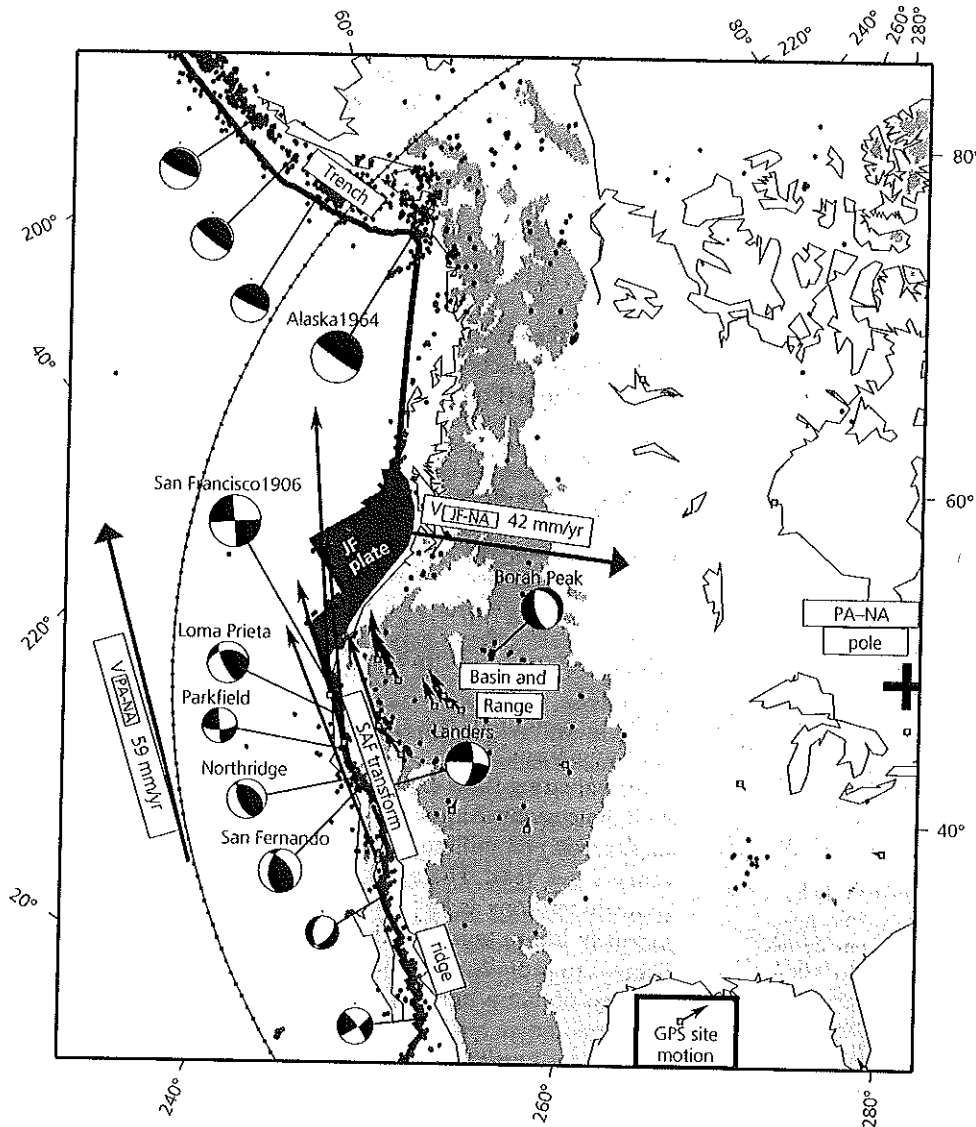 60°
80°
220°
240°
260°
280°
80°
Trench
200°
Alaska1964
40°
San Francisco1906
V JF-NA 42 mm/yr
60°
JF
plate
Borah Peak
PA-NA
pole
220°
Loma Prieta
Basin and
Range
Parkfield
V PA-NA 59 mm/yr
SAF transform
Landers
Northridge
San Fernando
40°
20°
ridge
GPS site
motion
240°
260°
280°